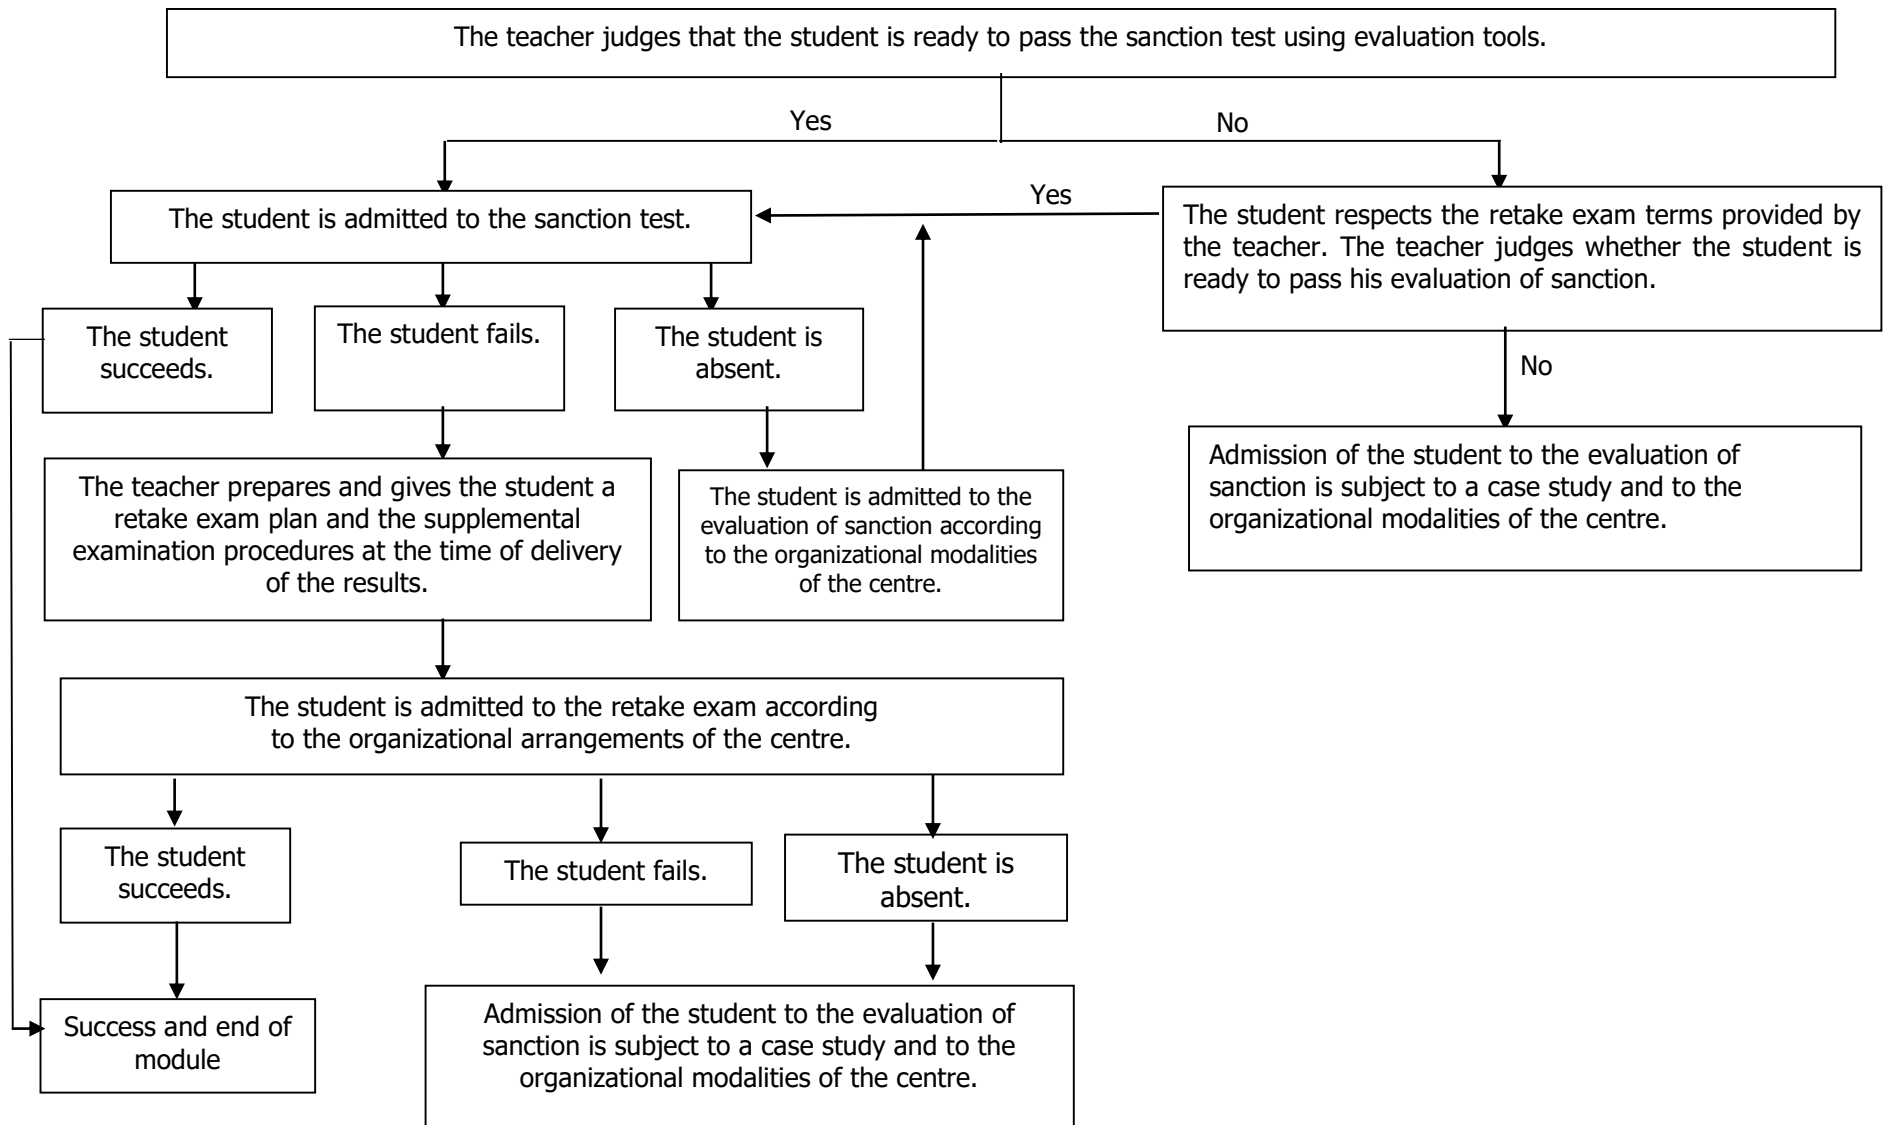 The teacher judges that the student is ready to pass the sanction test using evaluation tools.
Yes
No
The student is admitted to the sanction test.
Yes
The student respects the retake exam terms provided by
the teacher. The teacher judges whether the student is
ready to pass his evaluation of sanction.
The student
succeeds.
The student fails.
The student is
absent.
No
The teacher prepares and gives the student a
retake exam plan and the supplemental
examination procedures at the time of delivery
of the results.
The student is admitted to the
evaluation of sanction according
to the organizational modalities
of the centre.
Admission of the student to the evaluation of
sanction is subject to a case study and to the
organizational modalities of the centre.
The student is admitted to the retake exam according
to the organizational arrangements of the centre.
The student
succeeds.
The student fails.
The student is
absent.
Success and end of
module
Admission of the student to the evaluation of
sanction is subject to a case study and to the
organizational modalities of the centre.